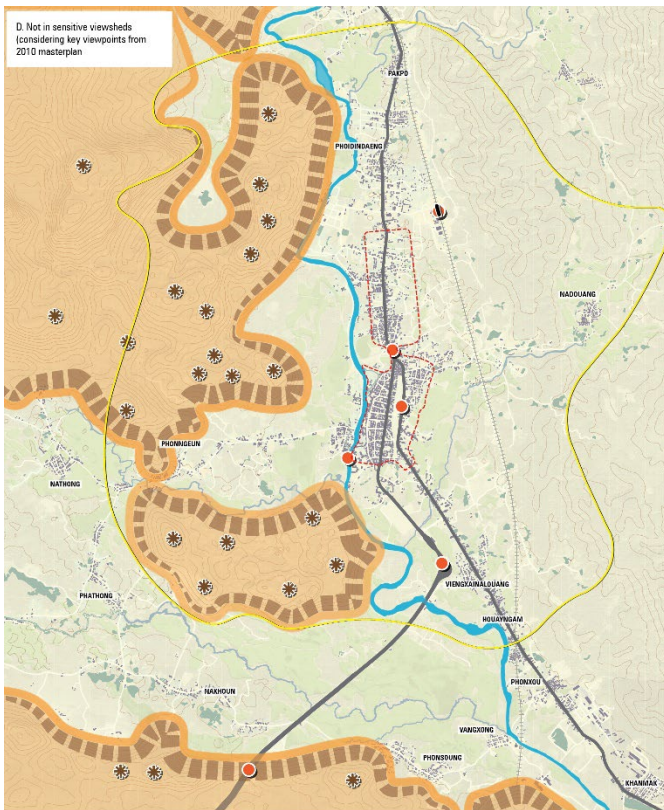 D. Not in sensitive viewsheds
(considering key viewpoints from
2010 masterplan
PAKPO
PHOIDINDAENG
NADOUANG
PHONNGEUN
NATHONG
PHATHONG
VIENGXAINALOUANG
HOUAYNGAM
PHONXOU
NAKHOUN
VANGXONG
PHONSOUNG
KHANMAK